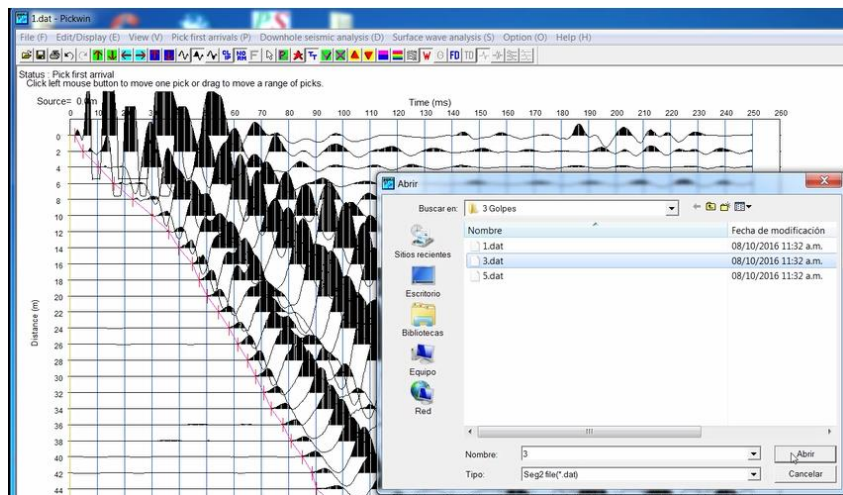 1.dat - Pickwin
File (F) Edit/Display (E) View (V) Pick first arrivals (P) Downhole seismic analysis (D) Surface wave analysis (S) Option (O) Help (H)
Status : Pick first arrival
Click left mouse button to move one pick or drag to move a range of picks.
Source= 0.0m
Time (ms)
0 10 20 30 40 50 60 70 80 90 100 110 120 130 140 150 160 170 180 190 200 210 220 230 240 250 260
0
2
4
6
8
10
12
14
16
18
20
22
24
26
28
30
32
34
36
38
40
42
44
Distance (m)
Abrir
Buscar en: 3 Golpes
Nombre Fecha de modificación
1.dat 08/10/2016 11:32 a.m.
3.dat 08/10/2016 11:32 a.m.
5.dat 08/10/2016 11:32 a.m.
Sitios recientes
Escritorio
Bibliotecas
Equipo
Red
Nombre: 3 Abrir
Tipo: Seg2 file(*.dat) Cancelar